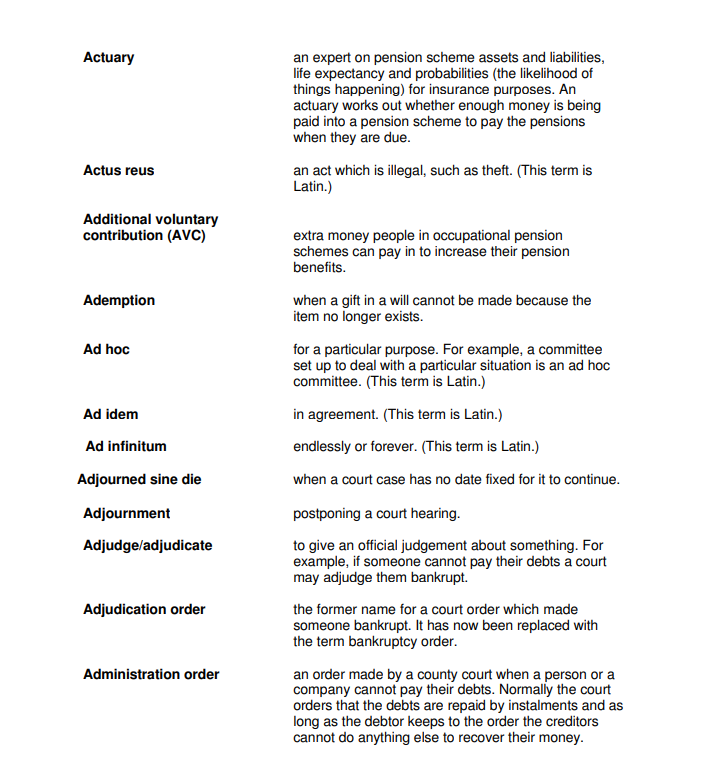 Actuary an expert on pension scheme assets and liabilities,
life expectancy and probabilities (the likelihood of
things happening) for insurance purposes. An
actuary works out whether enough money is being
paid into a pension scheme to pay the pensions
when they are due.
Actus reus an act which is illegal, such as theft. (This term is
Latin.)
Additional voluntary
contribution (AVC) extra money people in occupational pension
schemes can pay in to increase their pension
benefits.
Ademption when a gift in a will cannot be made because the
item no longer exists.
Ad hoc for a particular purpose. For example, a committee
set up to deal with a particular situation is an ad hoc
committee. (This term is Latin.)
Ad idem in agreement. (This term is Latin.)
Ad infinitum endlessly or forever. (This term is Latin.)
Adjourned sine die when a court case has no date fixed for it to continue.
Adjournment postponing a court hearing.
Adjudge/adjudicate to give an official judgement about something. For
example, if someone cannot pay their debts a court
may adjudge them bankrupt.
Adjudication order the former name for a court order which made
someone bankrupt. It has now been replaced with
the term bankruptcy order.
Administration order an order made by a county court when a person or a
company cannot pay their debts. Normally the court
orders that the debts are repaid by instalments and as
long as the debtor keeps to the order the creditors
cannot do anything else to recover their money.